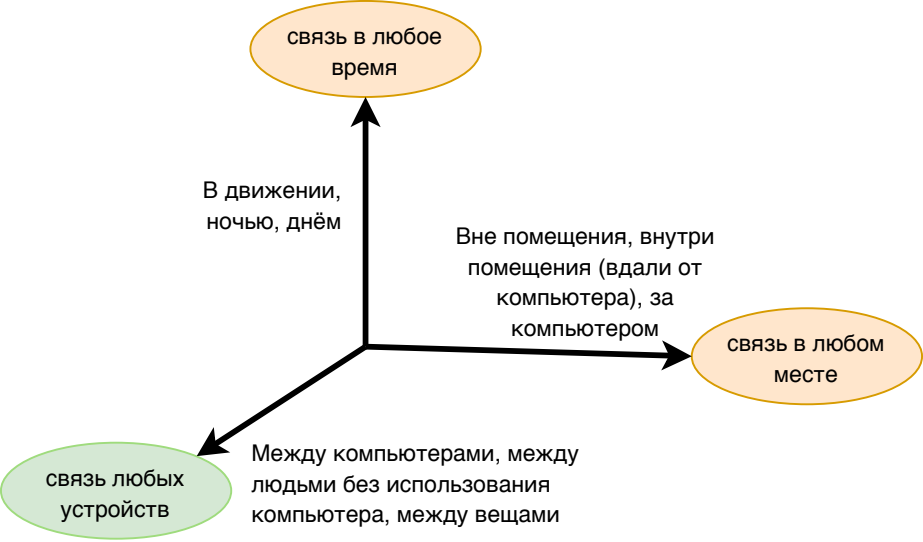 связь в любое
время
В движении,
ночью, днём
Вне помещения, внутри
помещения (вдали от
компьютера), за
компьютером
связь в любом
месте
связь любых
устройств
Между компьютерами, между
людьми без использования
компьютера, между вещами